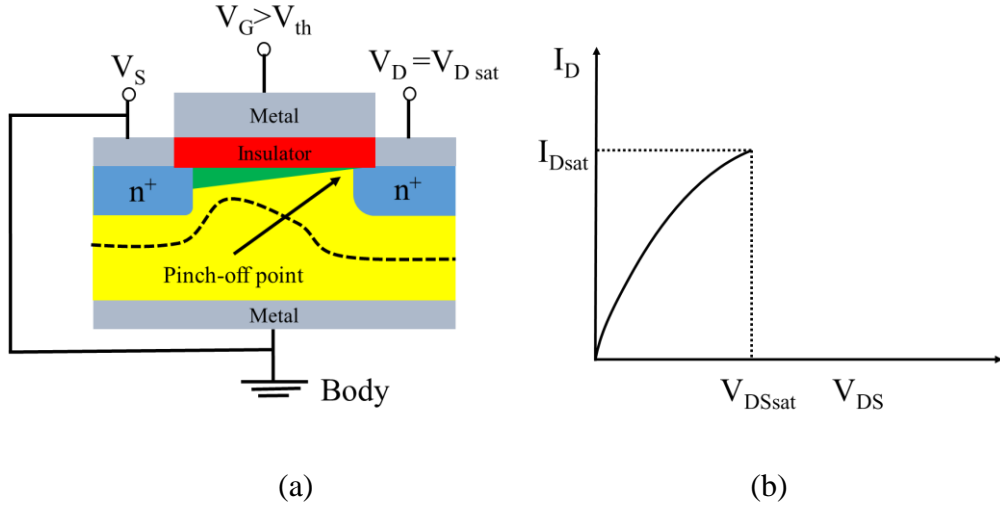 V_G>V_th
V_S
V_D =V_D sat
Metal
Insulator
n+
n+
Pinch-off point
Metal
Body
(a)
I_D
I_Dsat
V_DSsat
V_DS
(b)